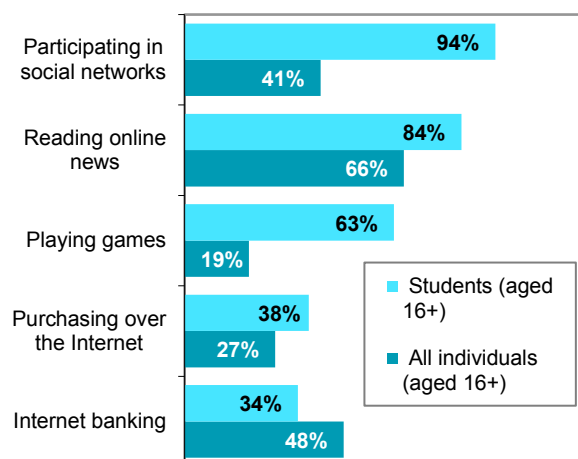 Participating in
social networks
94%
41%
Reading online
news
84%
66%
Playing games
63%
19%
Purchasing over
the Internet
38%
27%
Internet banking
34%
48%
Students (aged
16+)
All individuals
(aged 16+)